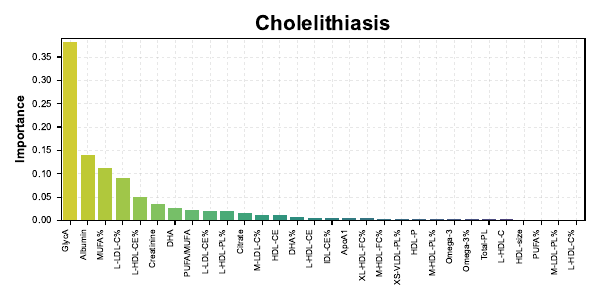 Cholelithiasis
Importance
0.35
0.30
0.25
0.20
0.15
0.10
0.05
0.00
GlycA
Albumin
MUFA%
L-LDL-C%
L-HDL-CE%
Creatinine
DHA
PUFA/MUFA
L-LDL-CE%
L-HDL-PL%
Citrate
M-LDL-C%
HDL-CE
DHA%
L-HDL-CE
IDL-CE%
ApoA1
XL-HDL-FC%
M-HDL-FC%
XS-VLDL-PL%
HDL-P
M-HDL-PL%
Omega-3
Omega-3%
Total-PL
L-HDL-C
HDL-size
PUFA%
M-LDL-PL%
L-HDL-C%